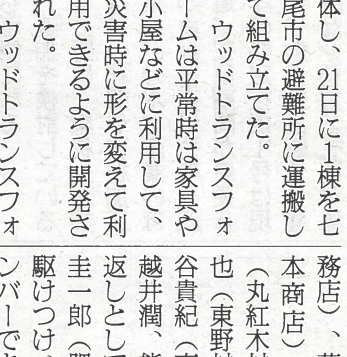 体し、21日に1棟を七
尾市の避難所に運搬し
て組み立てた。
ウッドトランスフォ
ームは平常時は家具や
小屋などに利用して、
災害時に形を変えて利
用できるように開発さ
れた。
ウッドトランスフォ
務店）、
本商店）
（丸紅木材
也（東野
谷貴紀（
越井潤、能
返しとして
圭一郎（
駆けつけ、
ンバーで